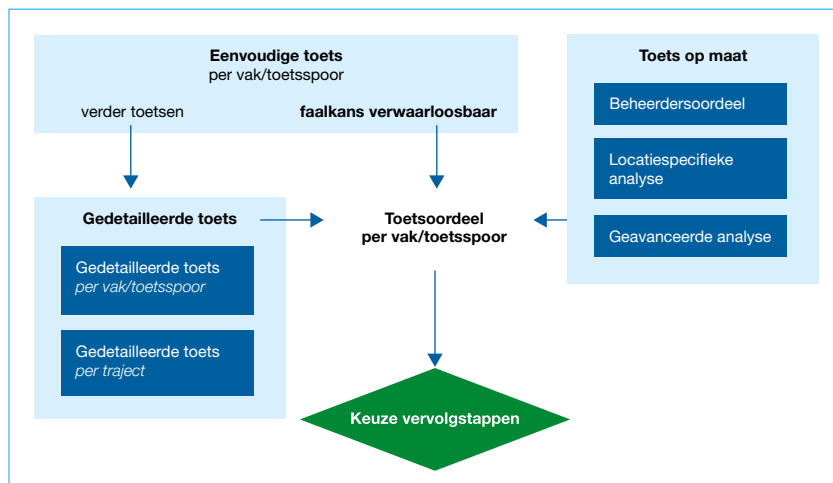 Eenvoudige toets
per vak/toetsspoor
verder toetsen
faalkans verwaarloosbaar
Toets op maat
Beheerdersoordeel
Locatiespecifieke
analyse
Geavanceerde analyse
Gedetailleerde toets
Gedetailleerde toets
per vak/toetsspoor
Gedetailleerde toets
per traject
Toetsoordeel
per vak/toetsspoor
Keuze vervolgstappen